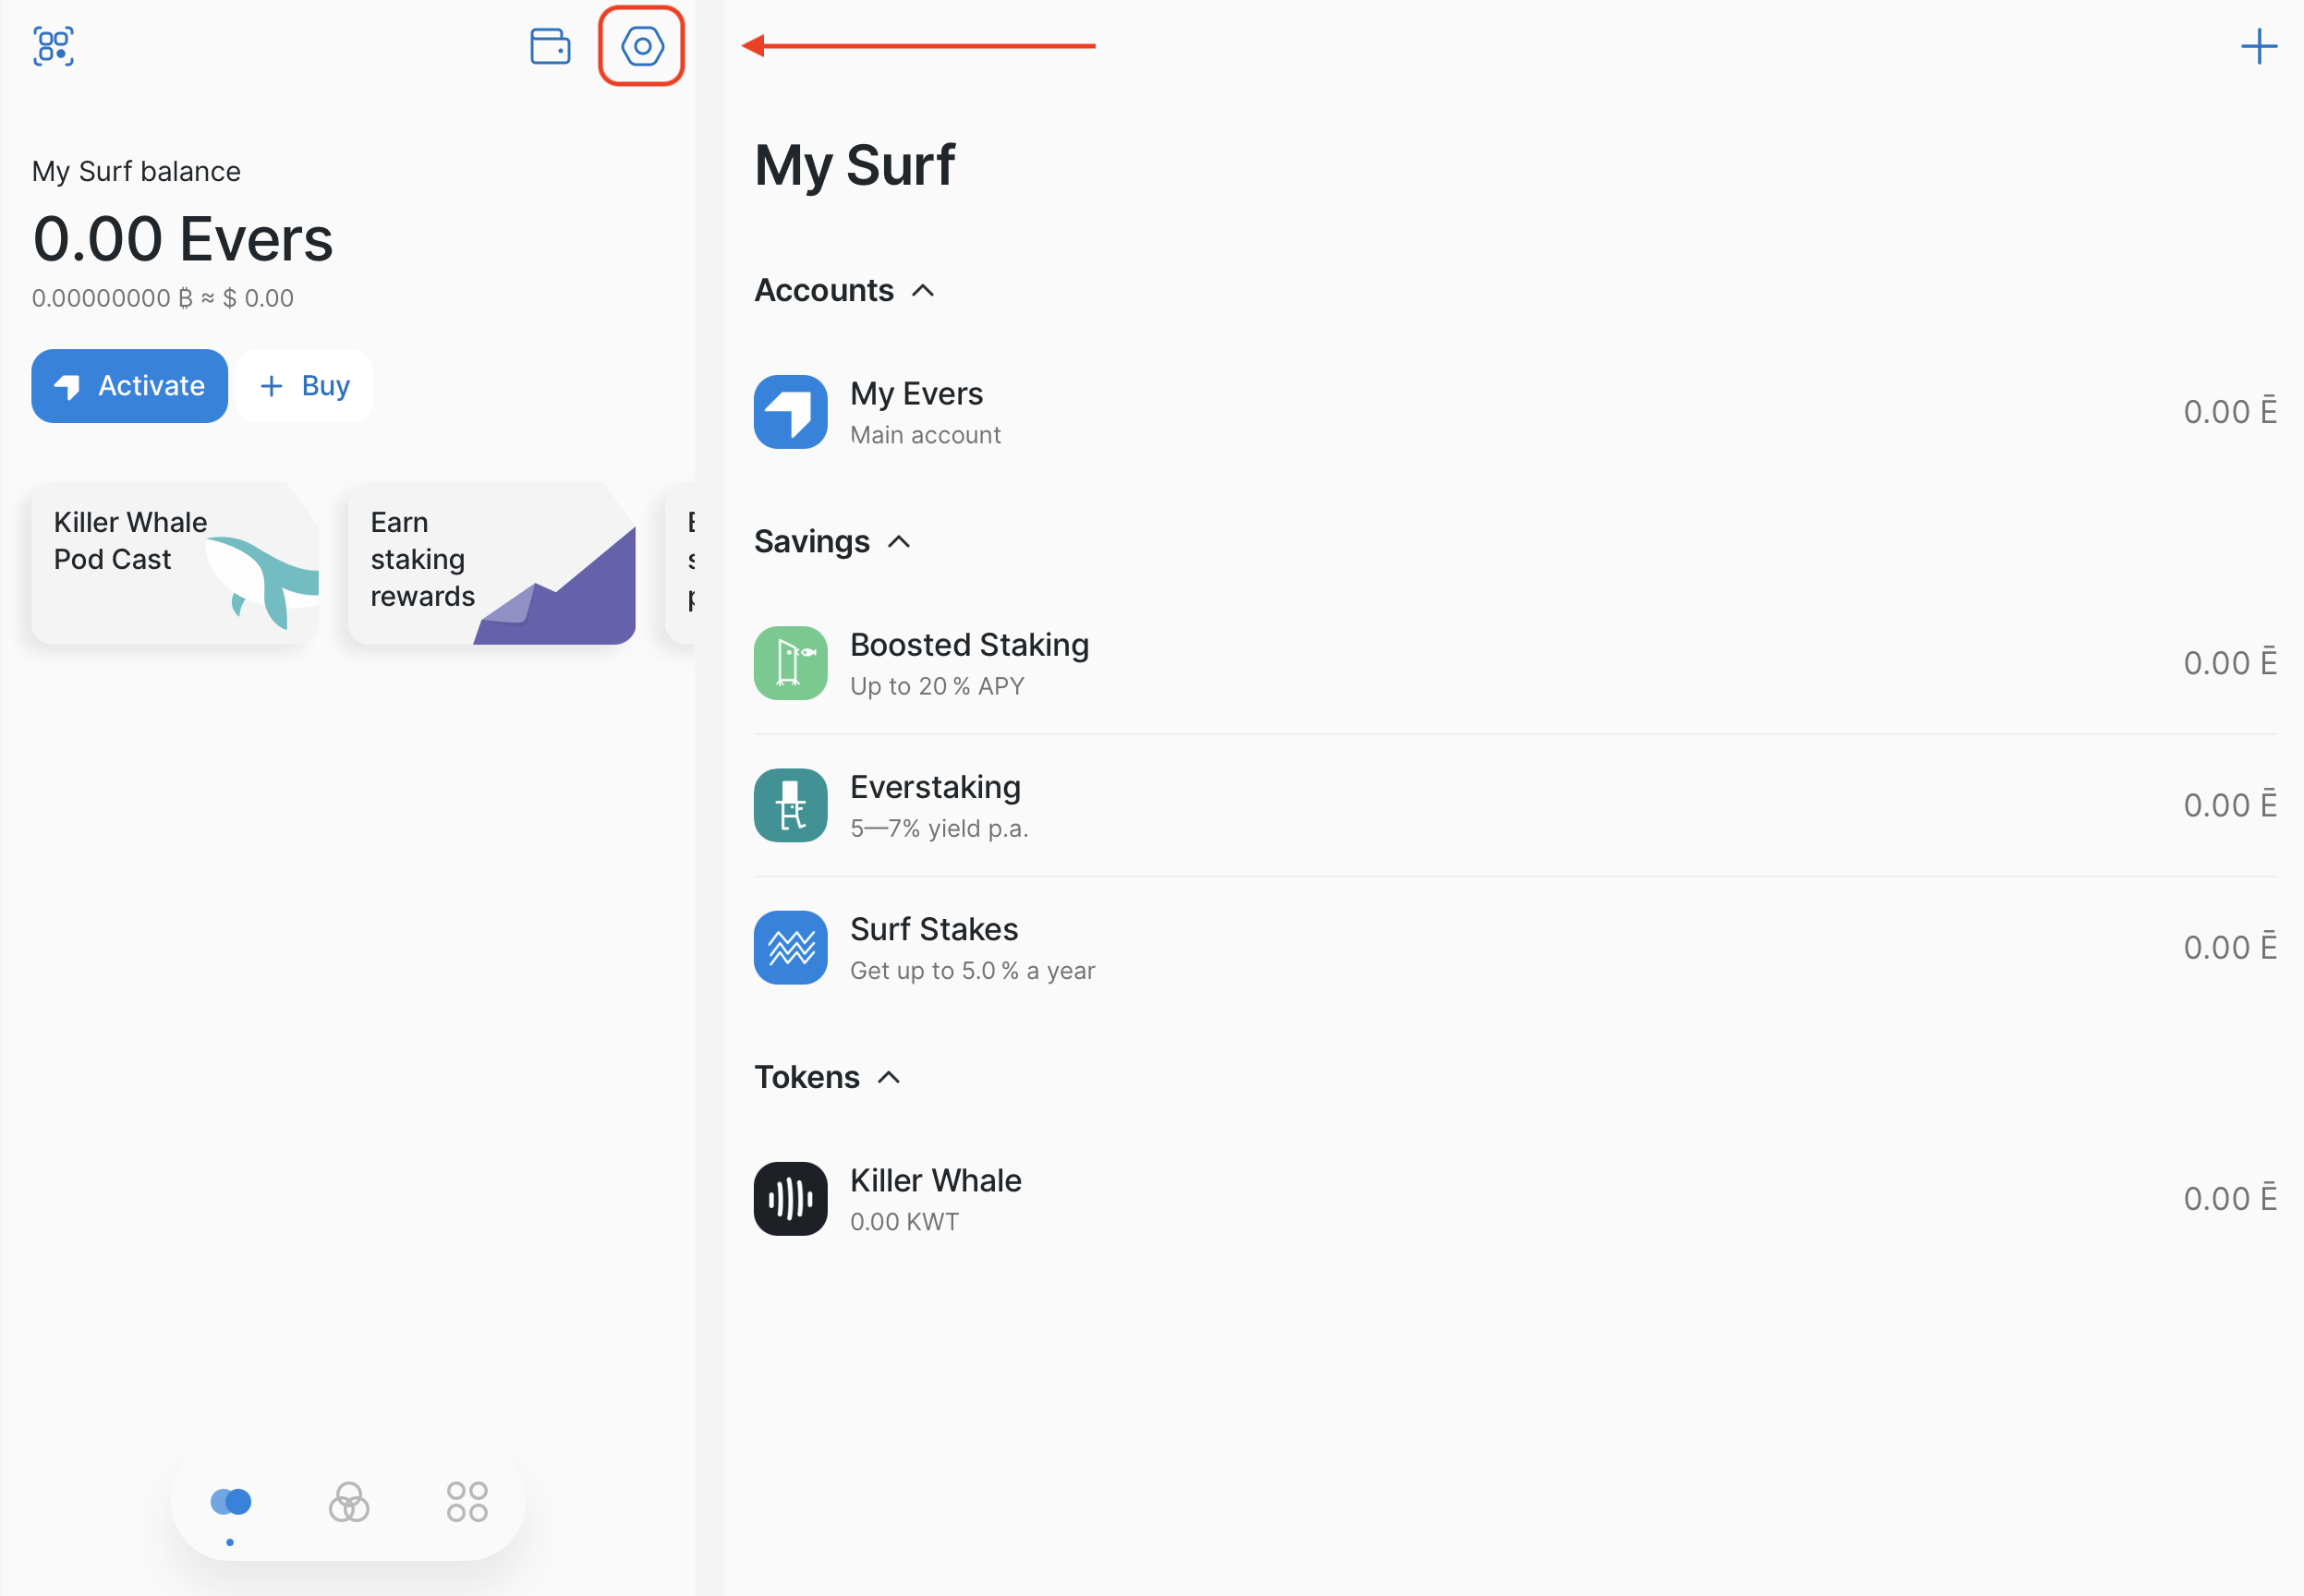 My Surf balance
0.00 Evers
0.00000000 ₿ ≈ $ 0.00
Activate
Buy
Killer Whale
Pod Cast
Earn
staking
rewards
My Surf
Accounts
My Evers
Main account
0.00 Ē
Savings
Boosted Staking
Up to 20 % APY
0.00 Ē
Everstaking
5—7% yield p.a.
0.00 Ē
Surf Stakes
Get up to 5.0 % a year
0.00 Ē
Tokens
Killer Whale
0.00 KWT
0.00 Ē